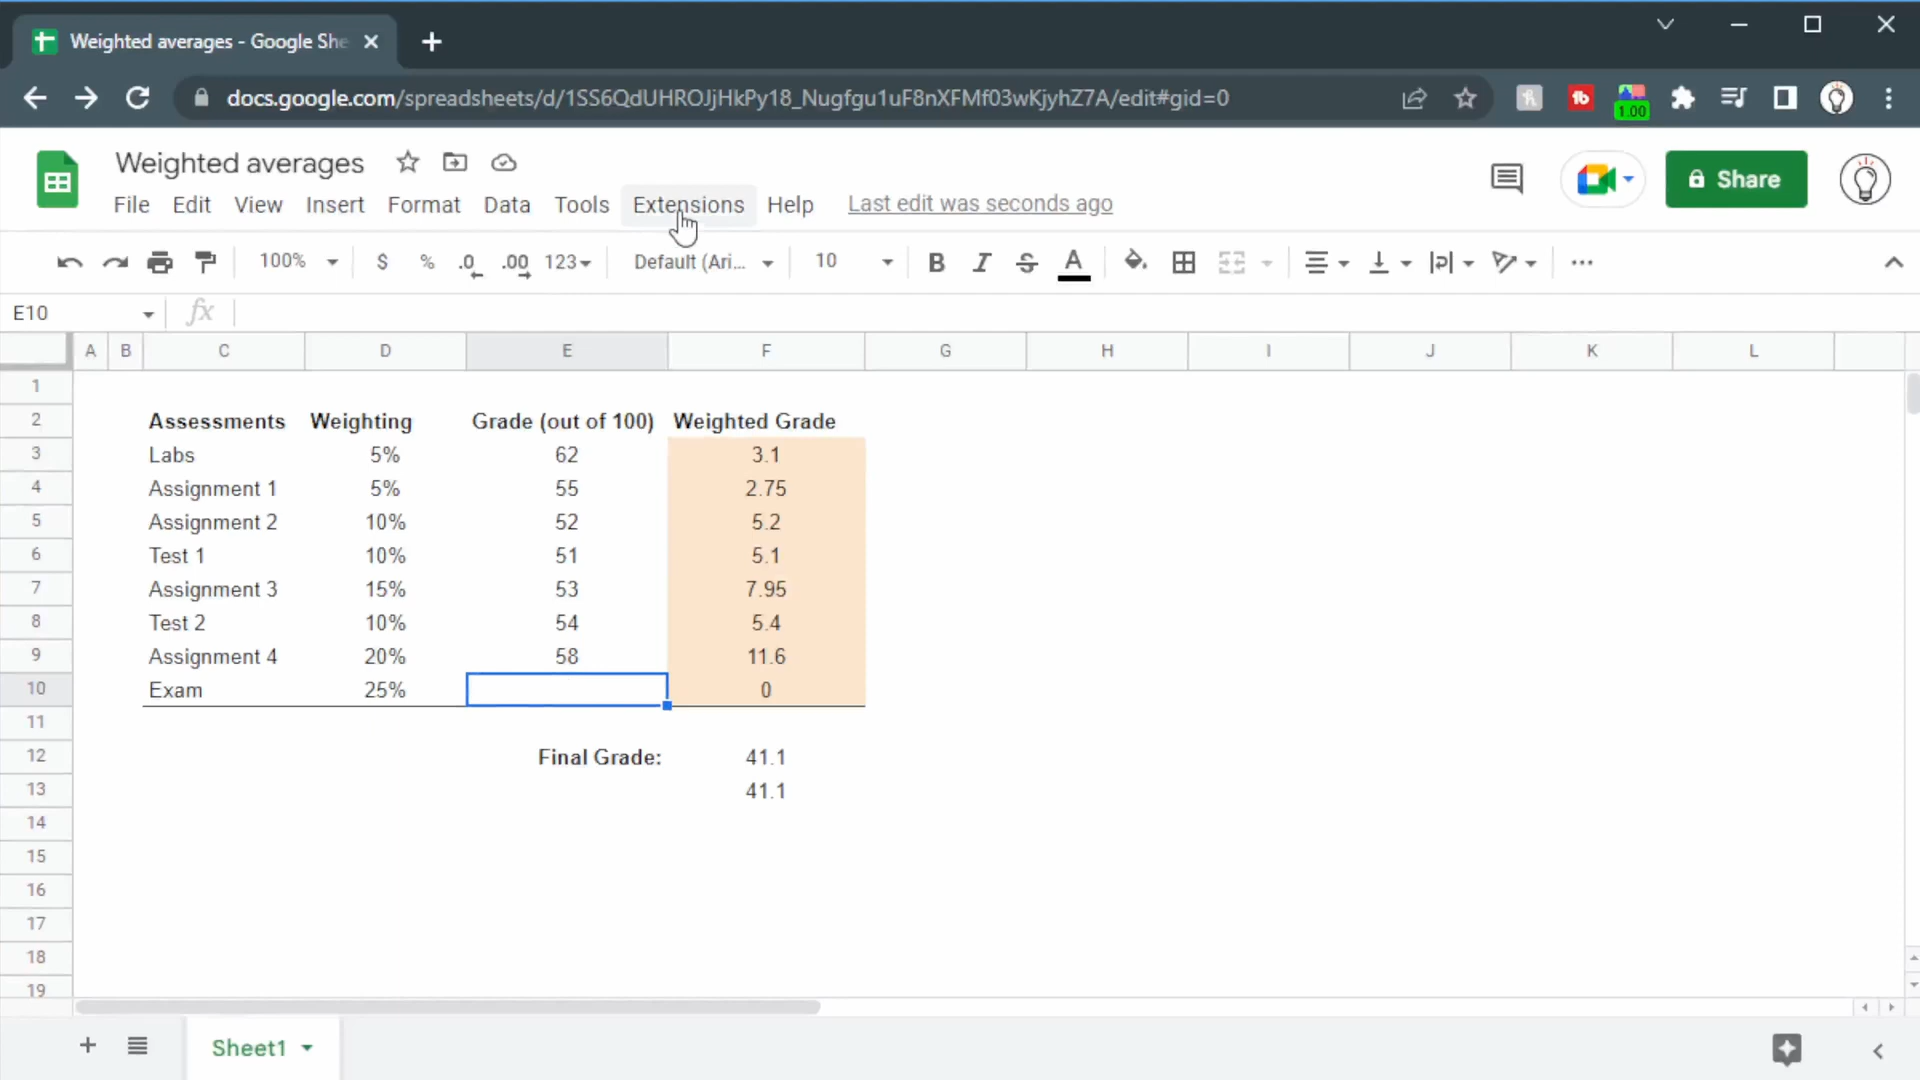 Weighted averages - Google She
docs.google.com/spreadsheets/d/1SS6QdUHROJjHkPy18_Nugfgu1uF8nXFMf03wKjyhZ7A/edit#gid=0
1.00
Weighted averages
Share
File Edit View Insert Format Data Tools Extensions Help Last edit was seconds ago
100% $ % .0 .00 123 Default (Ari... 10 B I S A
E10 fx
A B C D E F G H I J K L
1
2 Assessments Weighting Grade (out of 100) Weighted Grade
3 Labs 5% 62 3.1
4 Assignment 1 5% 55 2.75
5 Assignment 2 10% 52 5.2
6 Test 1 10% 51 5.1
7 Assignment 3 15% 53 7.95
8 Test 2 10% 54 5.4
9 Assignment 4 20% 58 11.6
10 Exam 25% 0
11
12 Final Grade: 41.1
13 41.1
14
15
16
17
18
19
Sheet1